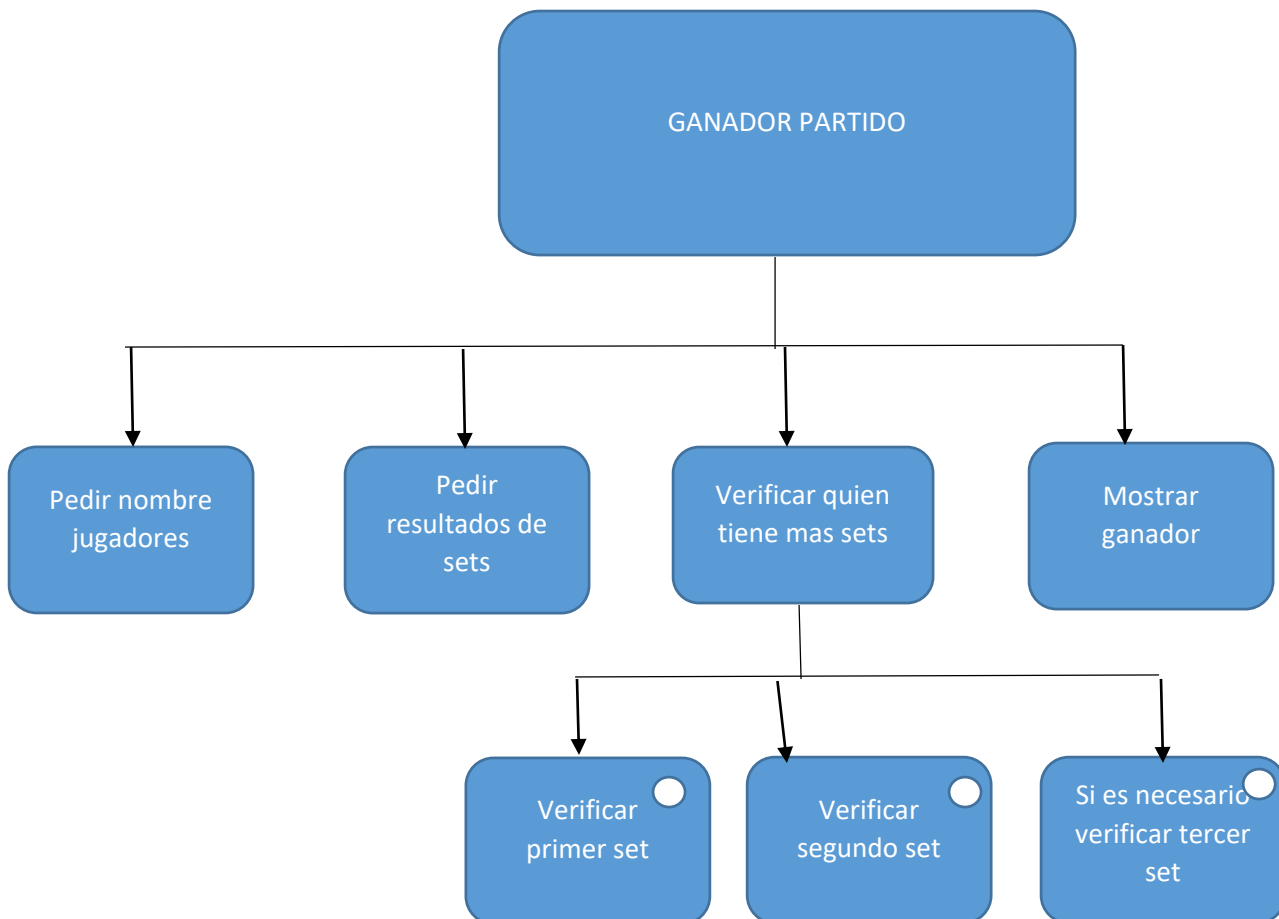 GANADOR PARTIDO
Pedir nombre
jugadores
Pedir
resultados de
sets
Verificar quien
tiene mas sets
Mostrar
ganador
Verificar
primer set
Verificar
segundo set
Si es necesario
verificar tercer
set